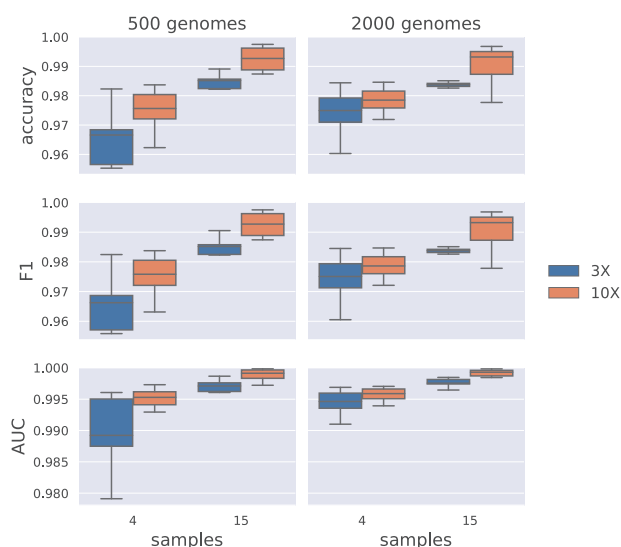 500 genomes 2000 genomes
1.00
0.99
0.98
0.97
0.96
accuracy
1.00
0.99
0.98
0.97
0.96
F1
3X
10X
1.000
0.995
0.990
0.985
0.980
AUC
4 15 4 15
samples samples